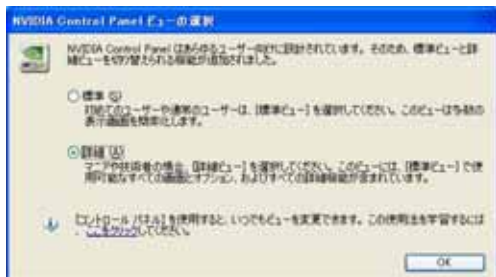 NVIDIA Control Panel ビューの選択
NVIDIA Control Panel はあらゆるユーザー向けに設計されています。そのため、標準ビューと詳
細ビューを切り替えられる機能が追加されました。
標準 (S)
初めてのユーザーや通常のユーザーは、[標準ビュー] を選択してください。このビューは多数の
表示画面を簡単化します。
詳細 (A)
マニアや技術者の場合、[詳細ビュー] を選択してください。このビューには、[標準ビュー] で使
用可能なすべての画面とオプション、およびすべての詳細機能が含まれています。
[コントロール パネル] を使用すると、いつでもビューを変更できます。この使用法を学習するには
、ここをクリックしてください。
OK